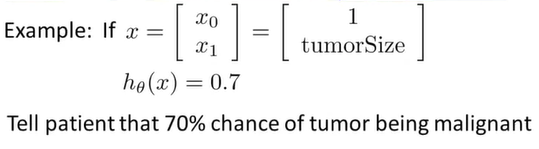 Example: If x = [ x₀ x₁ ] = [ 1 tumorSize ]
hθ(x) = 0.7
Tell patient that 70% chance of tumor being malignant